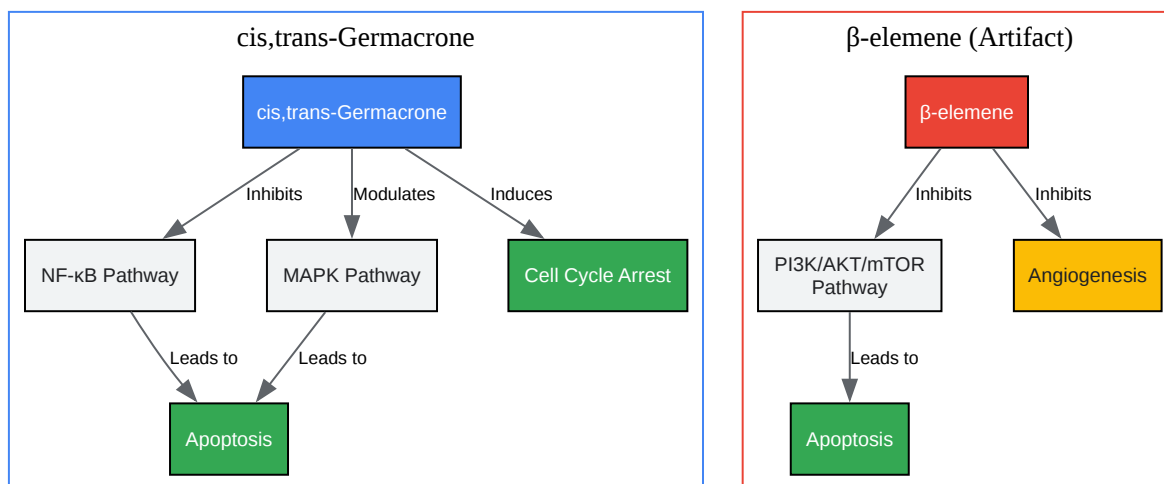 cis,trans-Germacrone
cis,trans-Germacrone
Inhibits
Modulates
Induces
NF-κB Pathway
MAPK Pathway
Cell Cycle Arrest
Leads to
Leads to
Apoptosis
β-elemene (Artifact)
β-elemene
Inhibits
Inhibits
PI3K/AKT/mTOR
Pathway
Angiogenesis
Leads to
Apoptosis